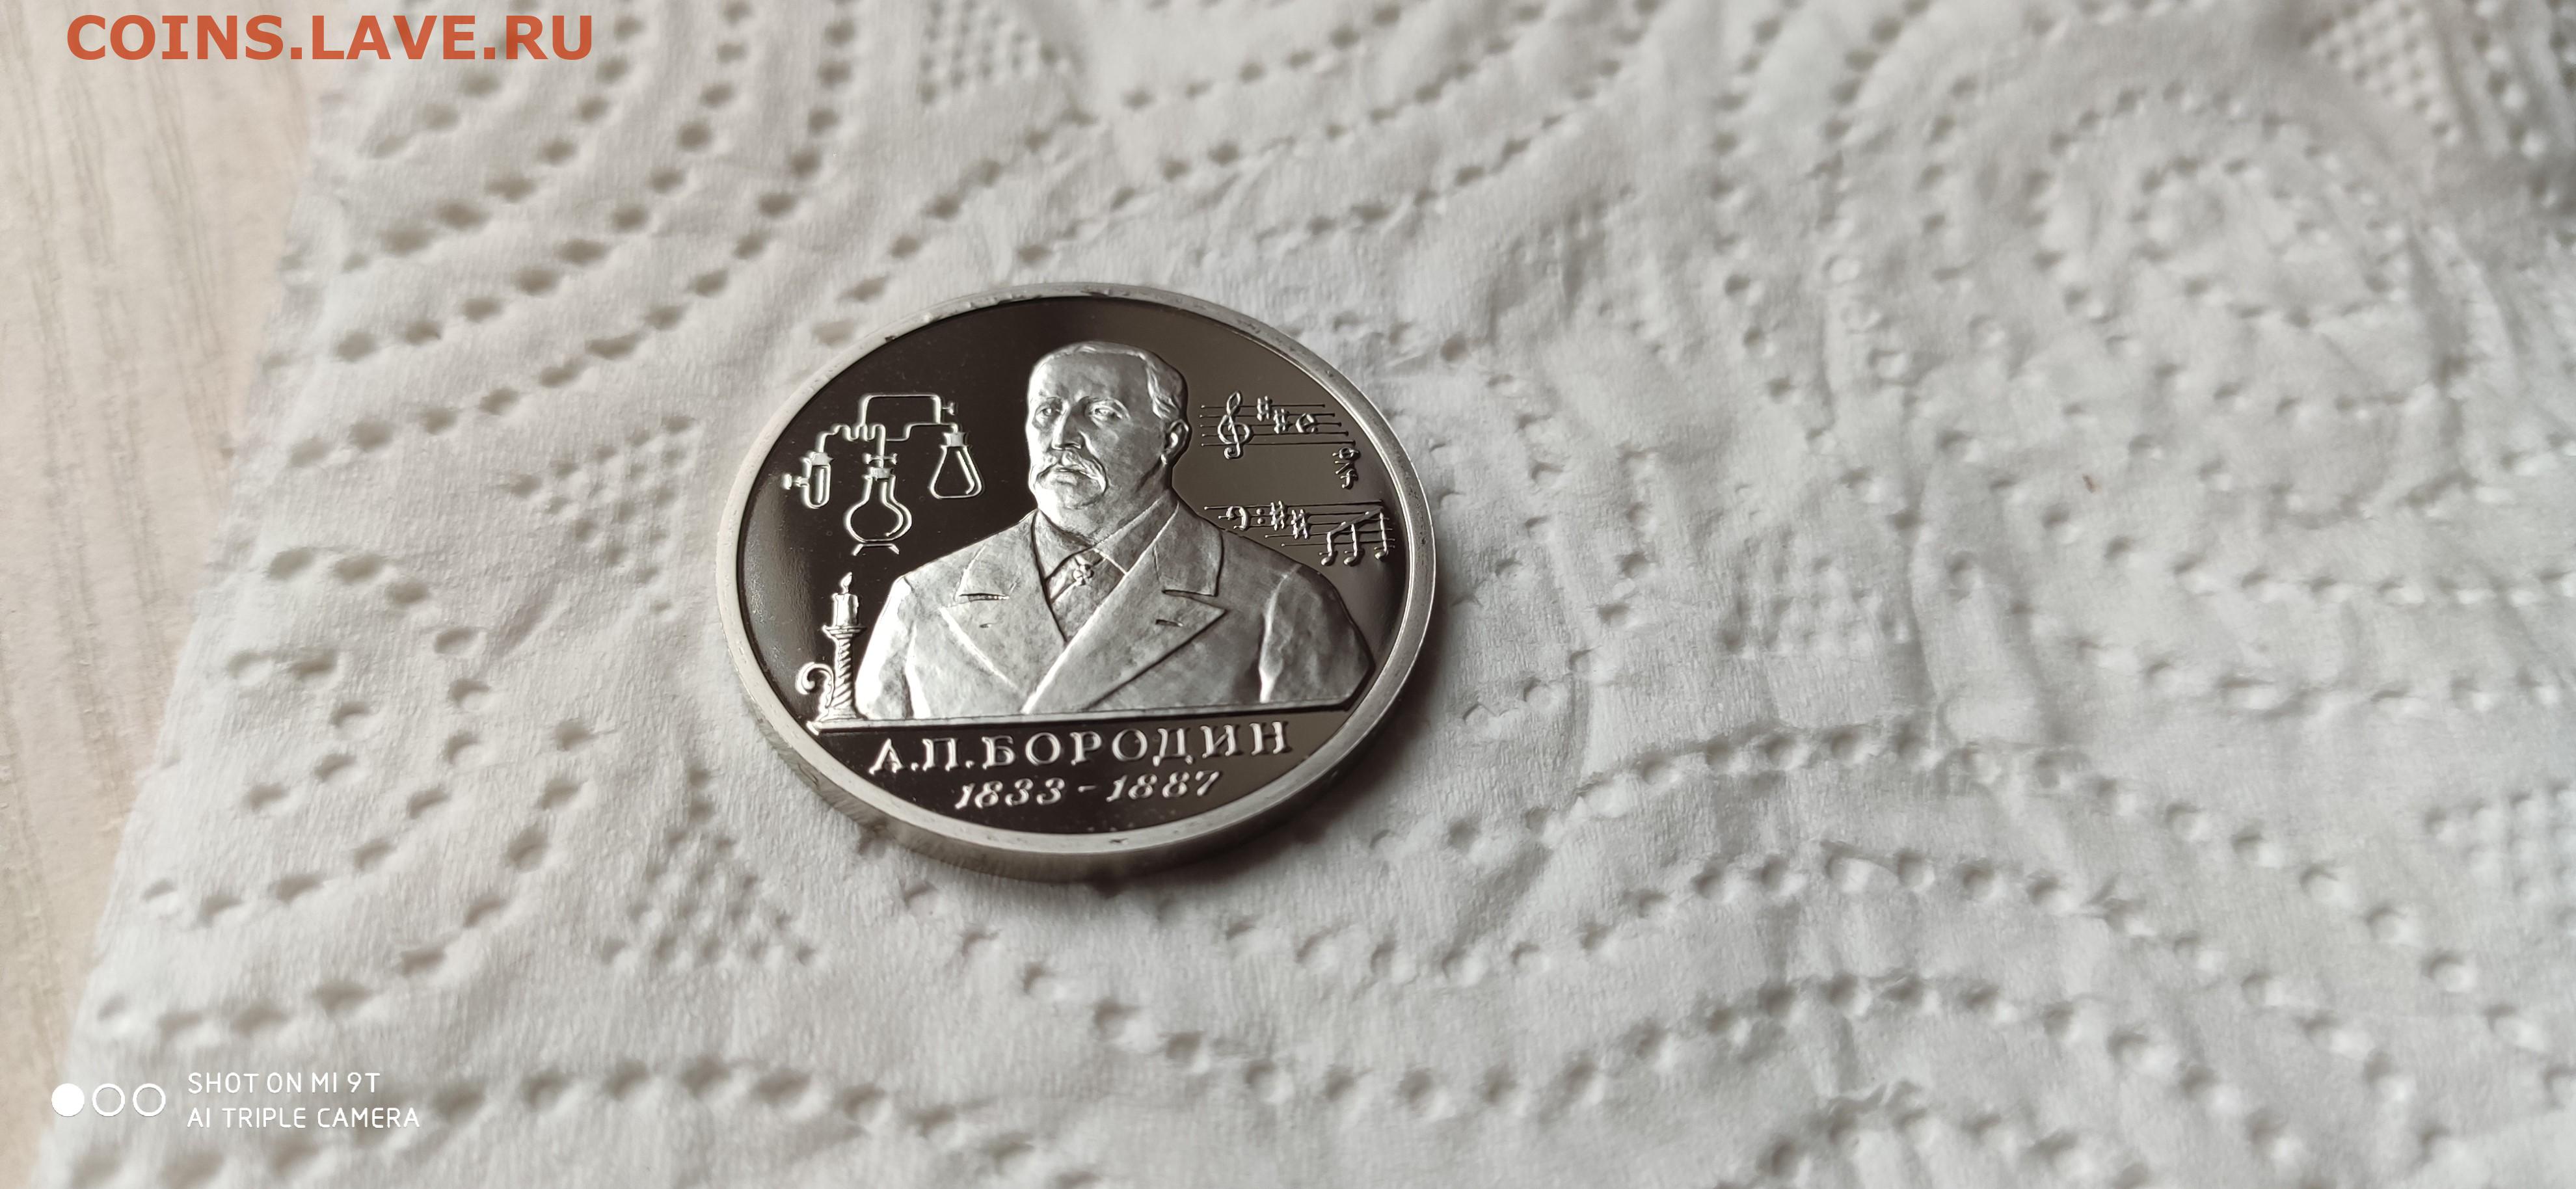 COINS.LAVE.RU
А.П.БОРОДИН
1833-1887
SHOT ON MI 9T
AI TRIPLE CAMERA